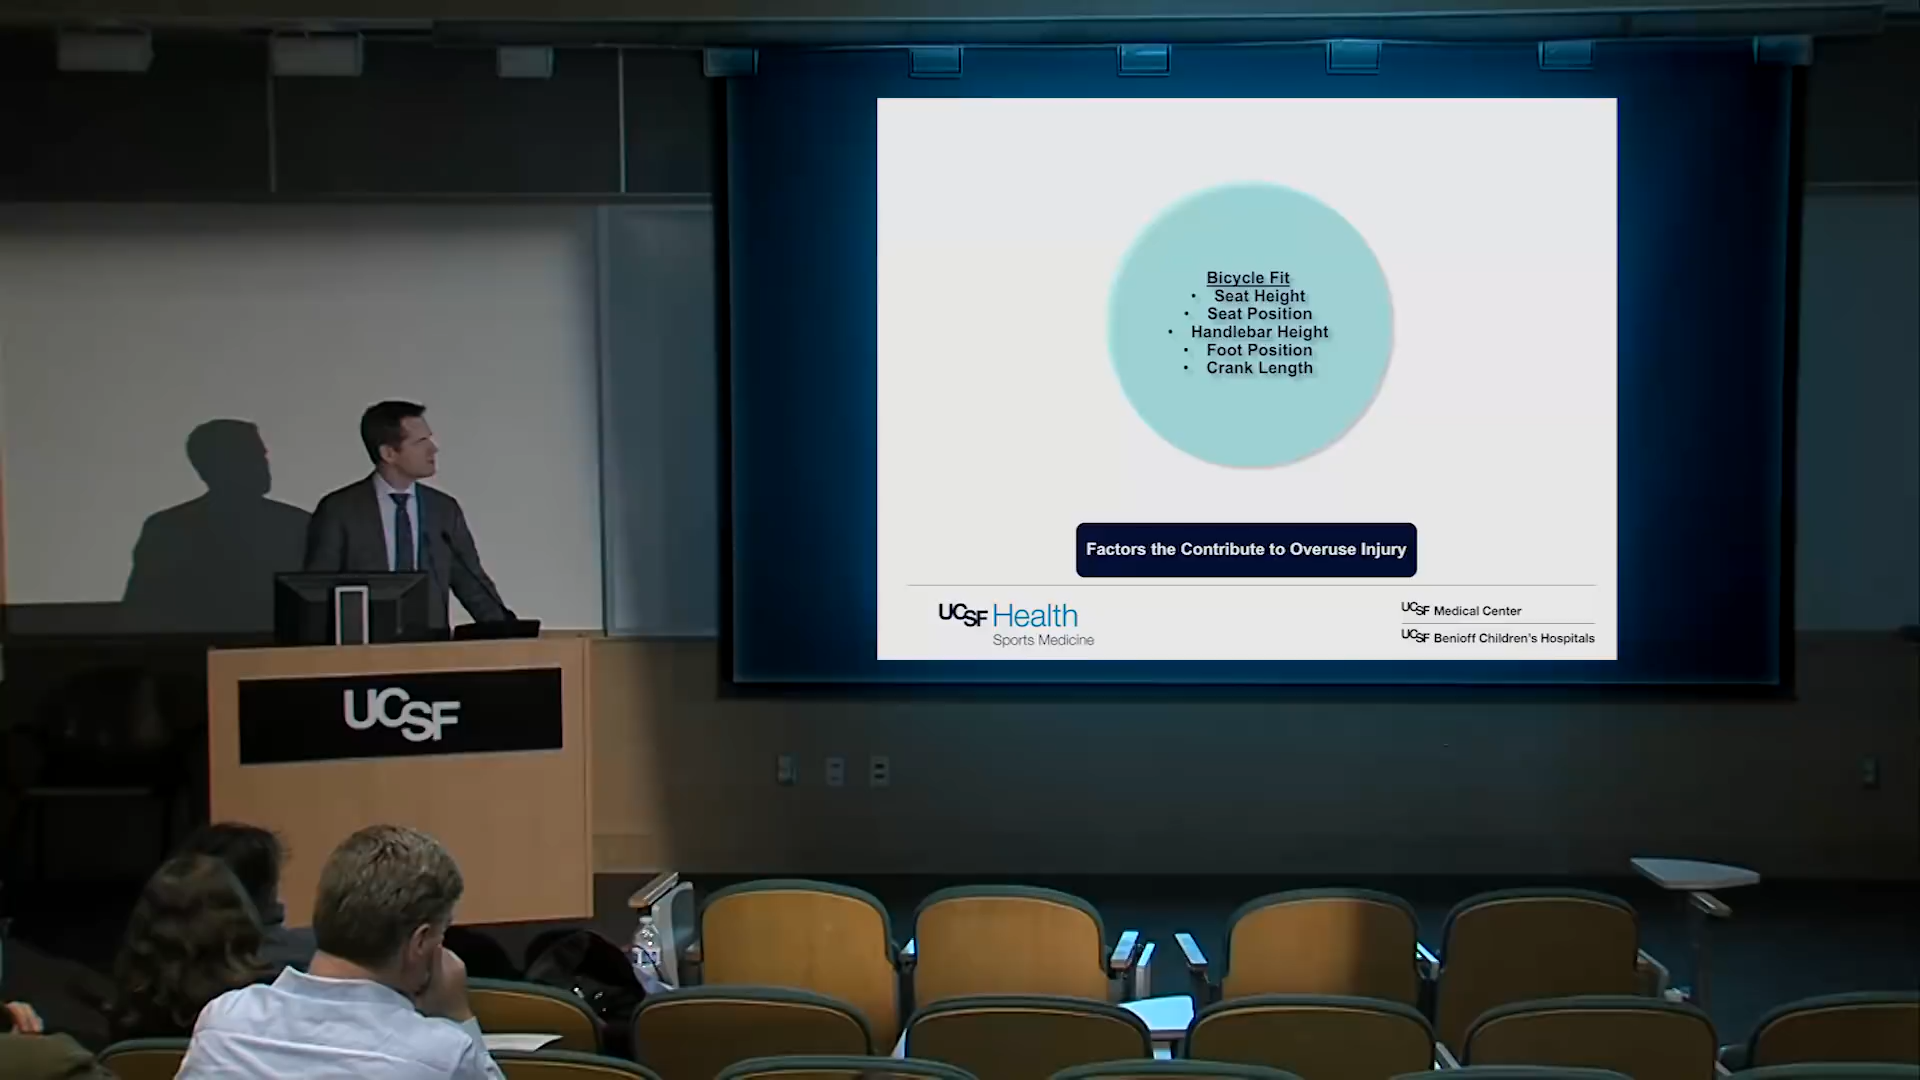 Bicycle Fit
• Seat Height
• Seat Position
• Handlebar Height
• Foot Position
• Crank Length
Factors the Contribute to Overuse Injury
UCSF Health
Sports Medicine
UCSF Medical Center
UCSF Benioff Children's Hospitals
UCSF